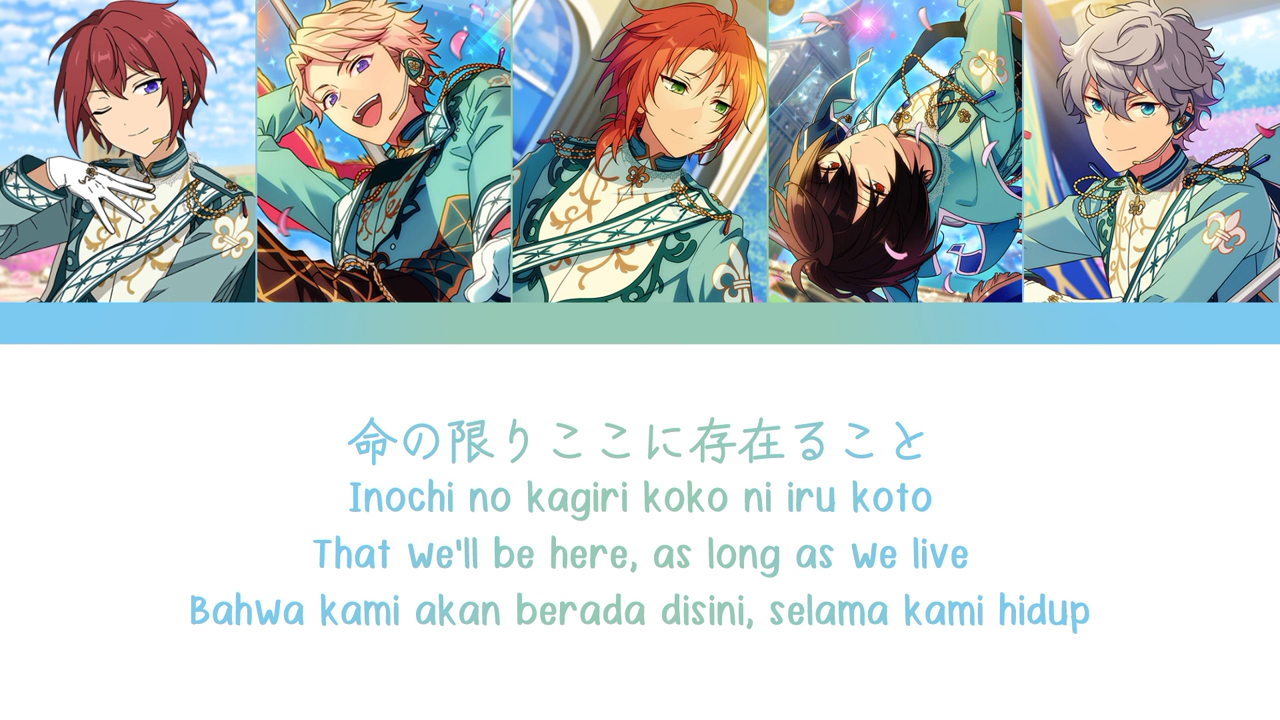 命の限りここに存在ること
Inochi no kagiri koko ni iru koto
That we'll be here, as long as we live
Bahwa kami akan berada disini, selama kami hidup